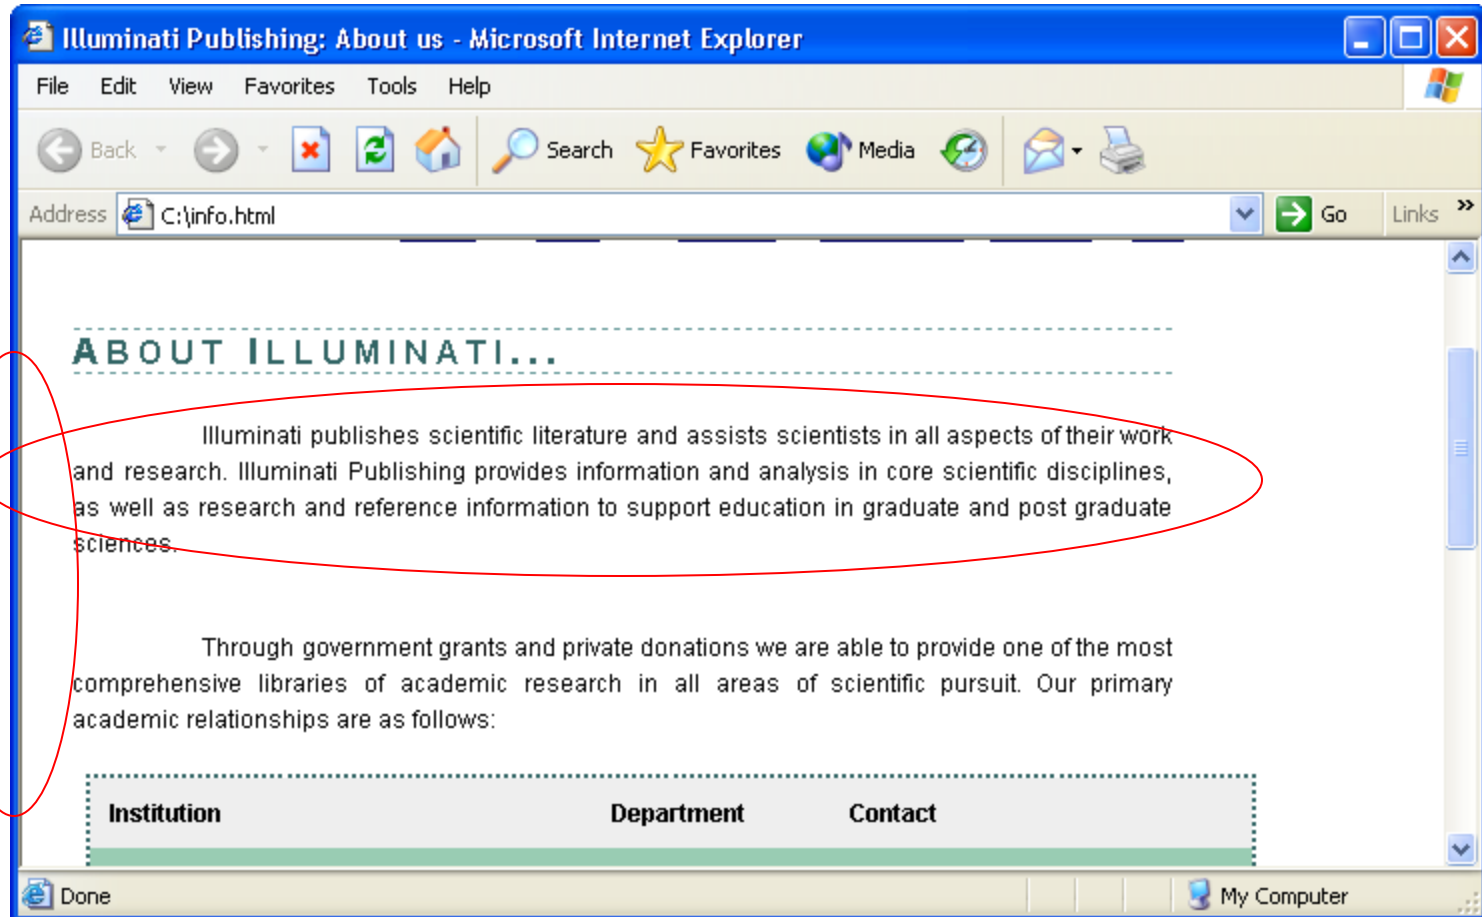 Illuminati Publishing: About us - Microsoft Internet Explorer
File Edit View Favorites Tools Help
Back Search Favorites Media
Address C:\info.html Go Links »
ABOUT ILLUMINATI...
Illuminati publishes scientific literature and assists scientists in all aspects of their work
and research. Illuminati Publishing provides information and analysis in core scientific disciplines,
as well as research and reference information to support education in graduate and post graduate
sciences.
Through government grants and private donations we are able to provide one of the most
comprehensive libraries of academic research in all areas of scientific pursuit. Our primary
academic relationships are as follows:
Institution Department Contact
Done My Computer